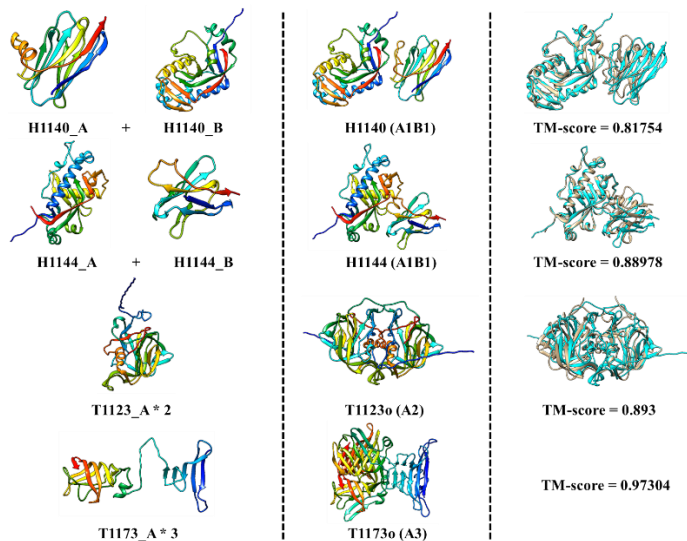 H1140_A + H1140_B H1140 (A1B1) TM-score = 0.81754
H1144_A + H1144_B H1144 (A1B1) TM-score = 0.88978
T1123_A * 2 T1123o (A2) TM-score = 0.893
T1173_A * 3 T1173o (A3) TM-score = 0.97304